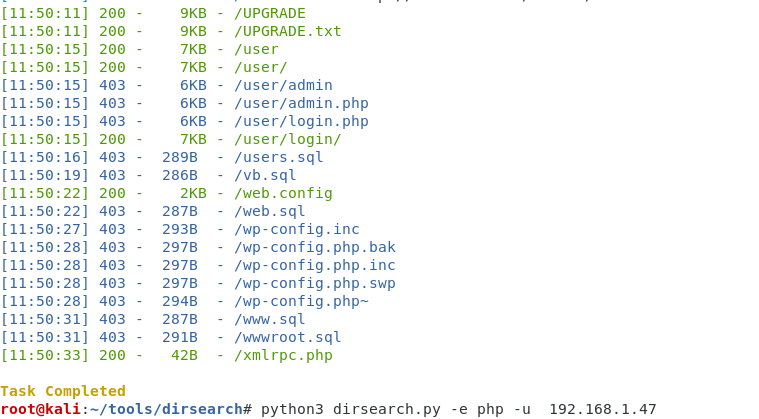 [11:50:11] 200 -    9KB - /UPGRADE
[11:50:11] 200 -    9KB - /UPGRADE.txt
[11:50:15] 200 -    7KB - /user
[11:50:15] 200 -    7KB - /user/
[11:50:15] 403 -    6KB - /user/admin
[11:50:15] 403 -    6KB - /user/admin.php
[11:50:15] 403 -    6KB - /user/login.php
[11:50:15] 200 -    7KB - /user/login/
[11:50:16] 403 -  289B  - /users.sql
[11:50:19] 403 -  286B  - /vb.sql
[11:50:22] 200 -    2KB - /web.config
[11:50:22] 403 -  287B  - /web.sql
[11:50:27] 403 -  293B  - /wp-config.inc
[11:50:28] 403 -  297B  - /wp-config.php.bak
[11:50:28] 403 -  297B  - /wp-config.php.inc
[11:50:28] 403 -  297B  - /wp-config.php.swp
[11:50:28] 403 -  294B  - /wp-config.php~
[11:50:31] 403 -  287B  - /www.sql
[11:50:31] 403 -  291B  - /wwwroot.sql
[11:50:33] 200 -   42B  - /xmlrpc.php
Task Completed
root@kali:~/tools/dirsearch# python3 dirsearch.py -e php -u  192.168.1.47